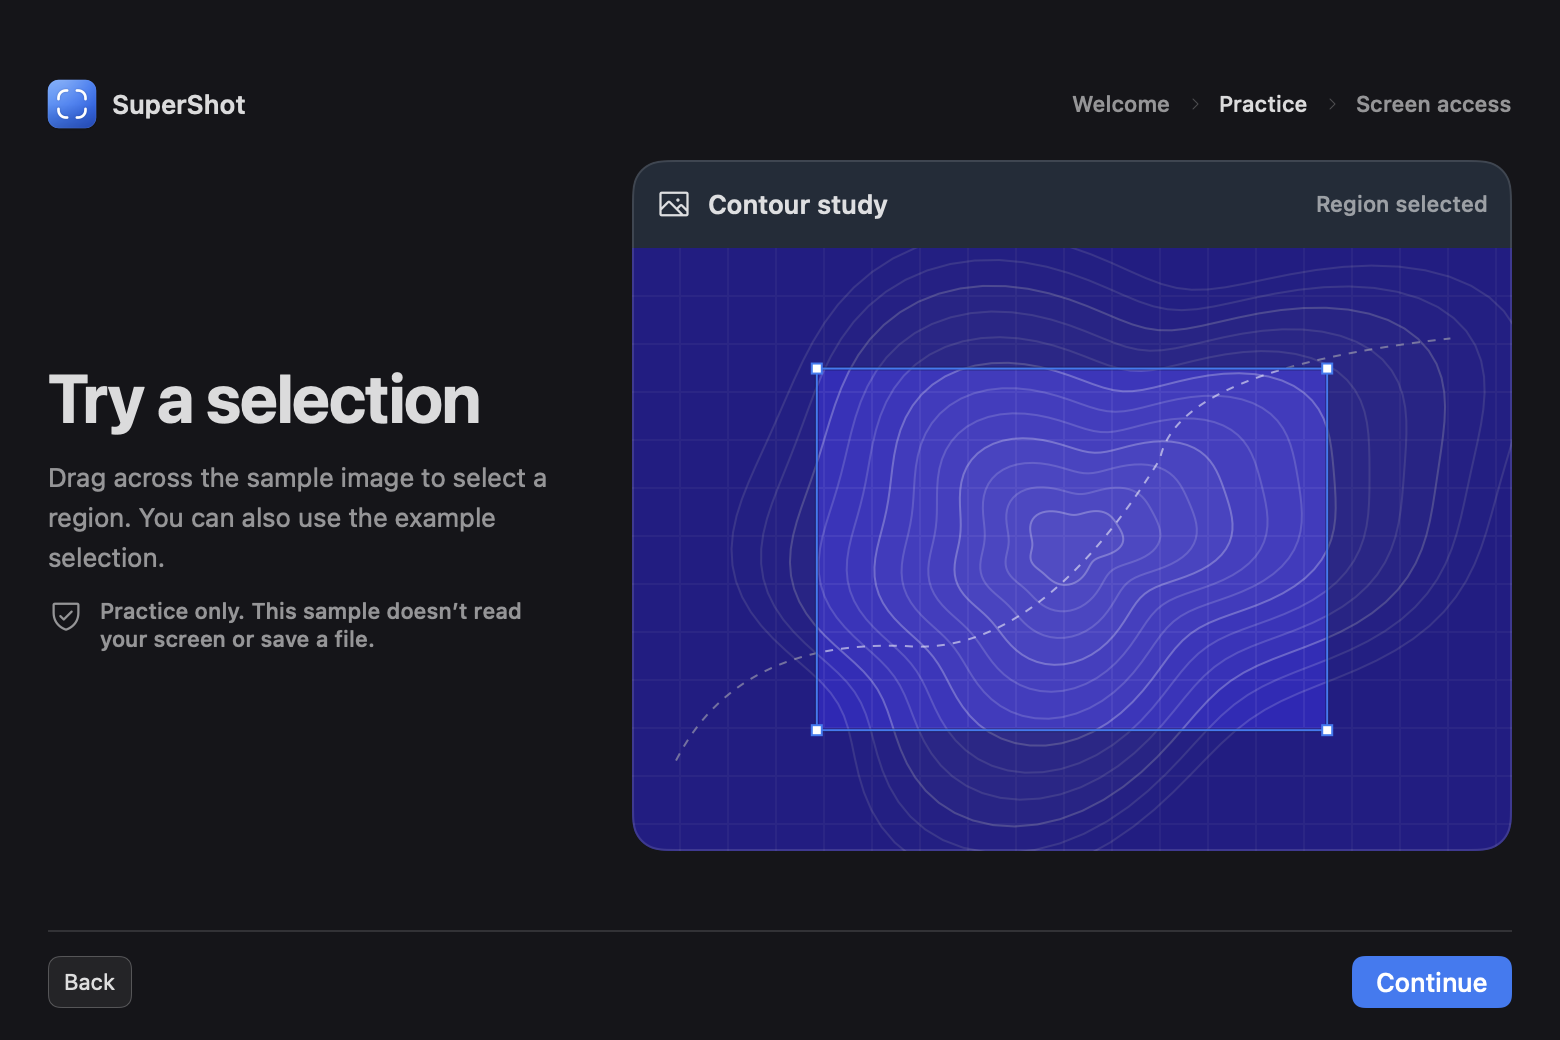 SuperShot
Welcome
Practice
Screen access
Contour study
Region selected
Try a selection
Drag across the sample image to select a
region. You can also use the example
selection.
Practice only. This sample doesn’t read
your screen or save a file.
Back
Continue